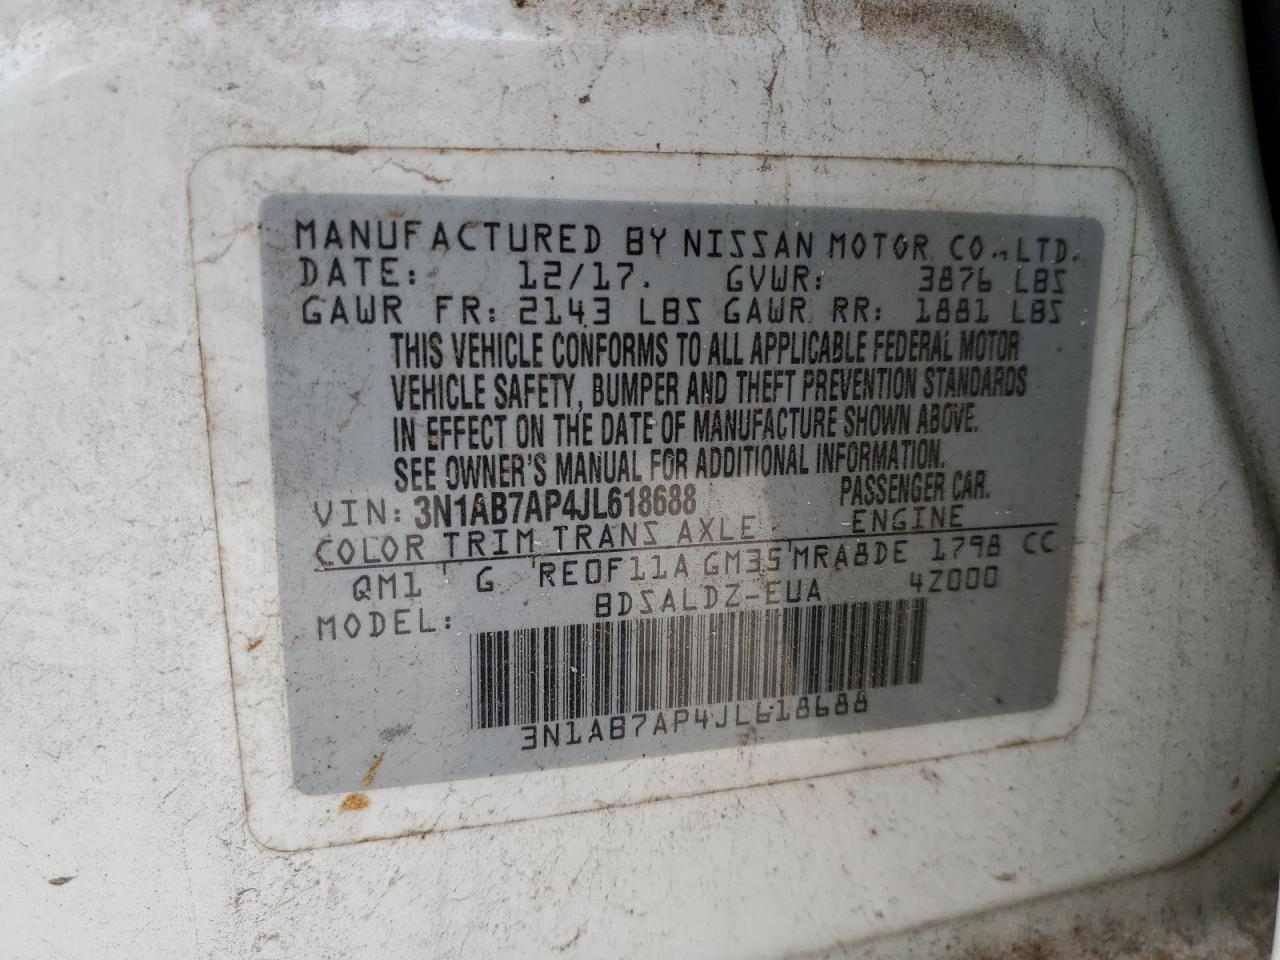 MANUFACTURED BY NISSAN MOTOR CO., LTD.
DATE: 12/17. GVWR: 3876 LBS
GAWR FR: 2143 LBS GAWR RR: 1881 LBS
THIS VEHICLE CONFORMS TO ALL APPLICABLE FEDERAL MOTOR
VEHICLE SAFETY, BUMPER AND THEFT PREVENTION STANDARDS
IN EFFECT ON THE DATE OF MANUFACTURE SHOWN ABOVE.
SEE OWNER'S MANUAL FOR ADDITIONAL INFORMATION.
VIN: 3N1AB7AP4JL618688 PASSENGER CAR.
COLOR TRIM TRANS AXLE ENGINE
QM1 G RE0F11A GM35 MRA8DE 1798 CC
MODEL: BDSALDZ-EUA 4Z000
3N1AB7AP4JL618688